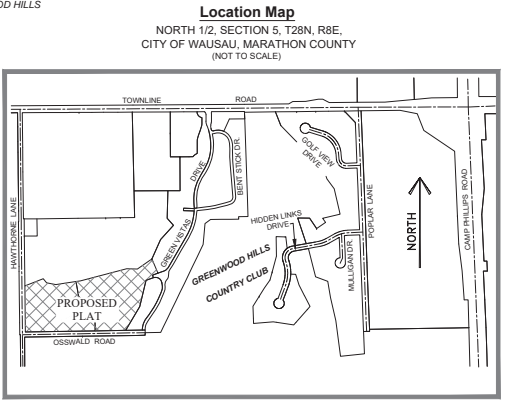 OD HILLS
Location Map
NORTH 1/2, SECTION 5, T28N, R8E,
CITY OF WAUSAU, MARATHON COUNTY
(NOT TO SCALE)
TOWNLINE ROAD
HAWTHORNE LANE
GREEN VISTAS DRIVE
BENT STICK DR.
GOLF VIEW
DRIVE
POPLAR LANE
CAMP PHILLIPS ROAD
NORTH
HIDDEN LINKS
DRIVE
MULLIGAN DR.
GREENWOOD HILLS
COUNTRY CLUB
PROPOSED
PLAT
OSSWALD ROAD